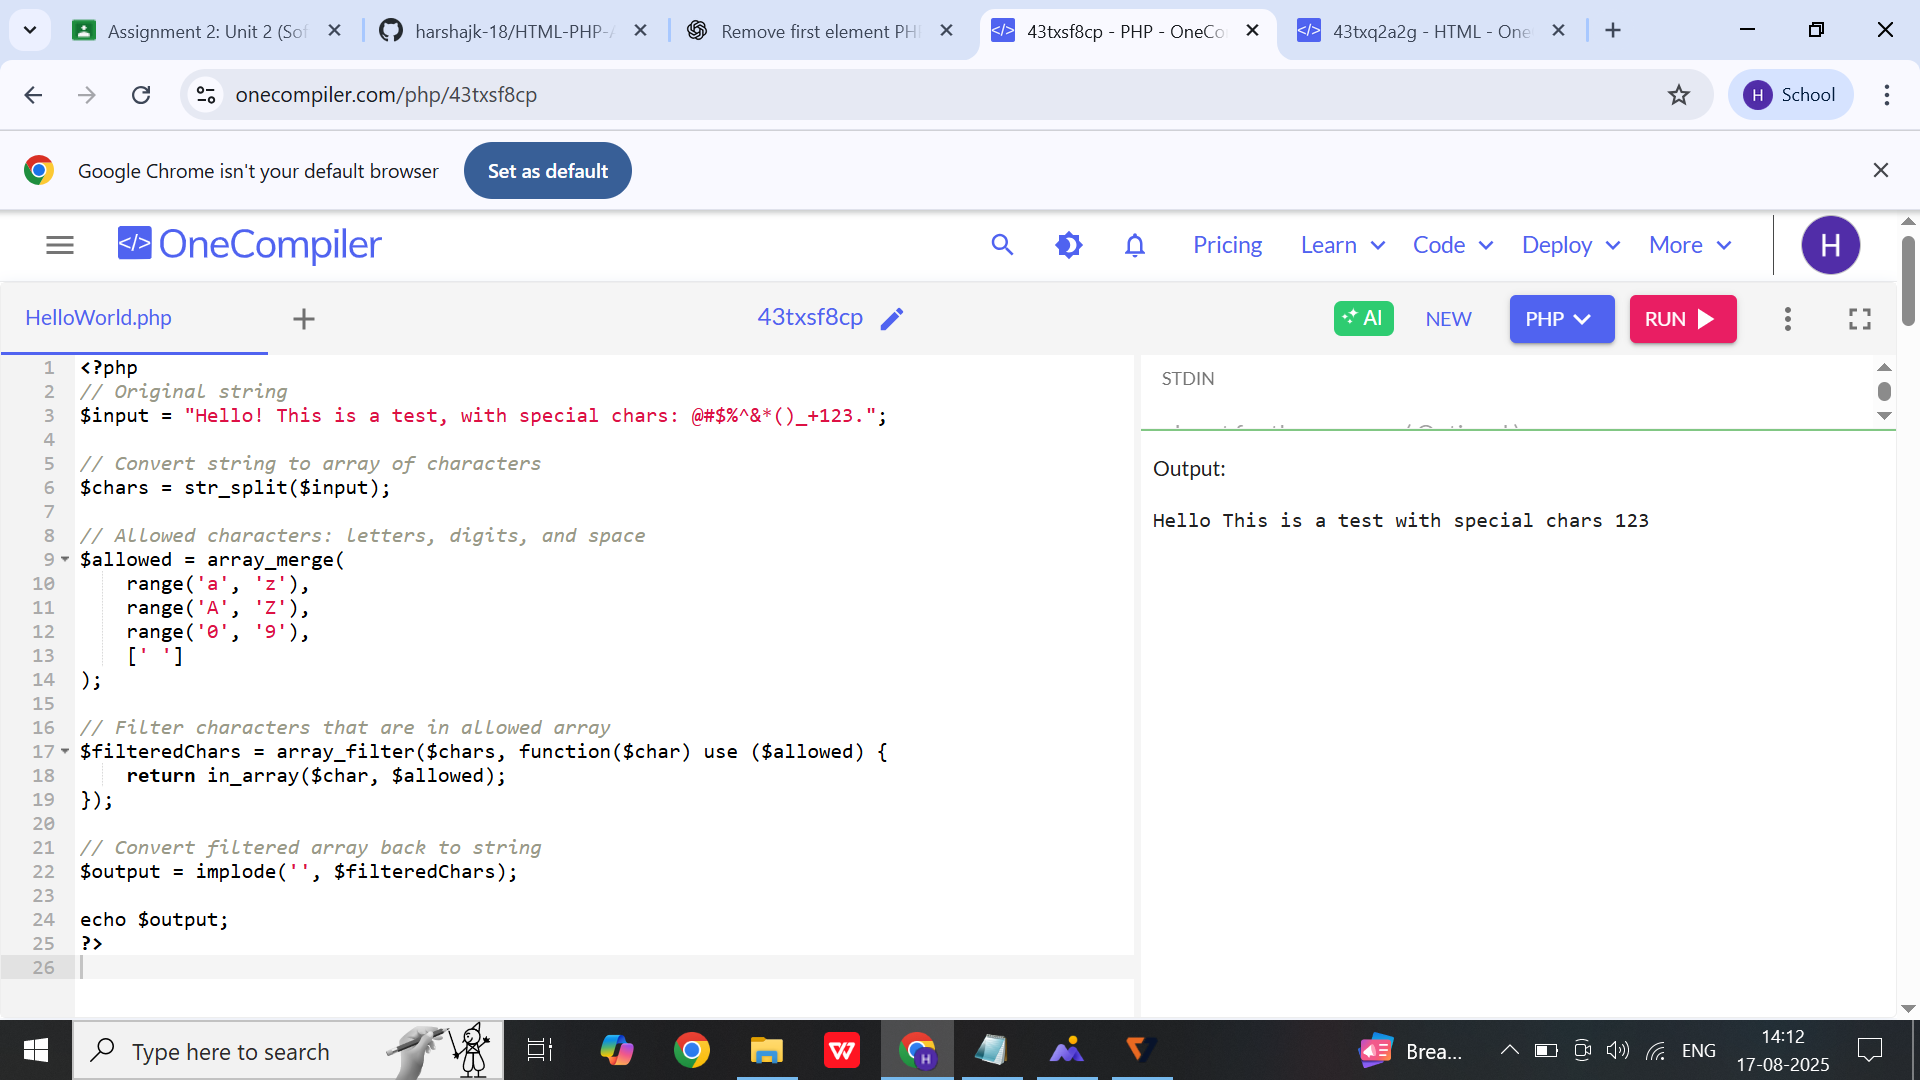 Assignment 2: Unit 2 (Sof
harshajk-18/HTML-PHP-A
Remove first element PH
43txsf8cp - PHP - OneCo
43txq2a2g - HTML - One
onecompiler.com/php/43txsf8cp
H School
Google Chrome isn't your default browser
Set as default
</> OneCompiler
Pricing
Learn
Code
Deploy
More
H
HelloWorld.php
43txsf8cp
AI
NEW
PHP
RUN
1 <?php
2 // Original string
3 $input = "Hello! This is a test, with special chars: @#$%^&*()_+123.";
4
5 // Convert string to array of characters
6 $chars = str_split($input);
7
8 // Allowed characters: letters, digits, and space
9 $allowed = array_merge(
10     range('a', 'z'),
11     range('A', 'Z'),
12     range('0', '9'),
13     [' ']
14 );
15
16 // Filter characters that are in allowed array
17 $filteredChars = array_filter($chars, function($char) use ($allowed) {
18     return in_array($char, $allowed);
19 });
20
21 // Convert filtered array back to string
22 $output = implode('', $filteredChars);
23
24 echo $output;
25 ?>
26
STDIN
Output:
Hello This is a test with special chars 123
Type here to search
W
H
Brea...
ENG
14:12
17-08-2025